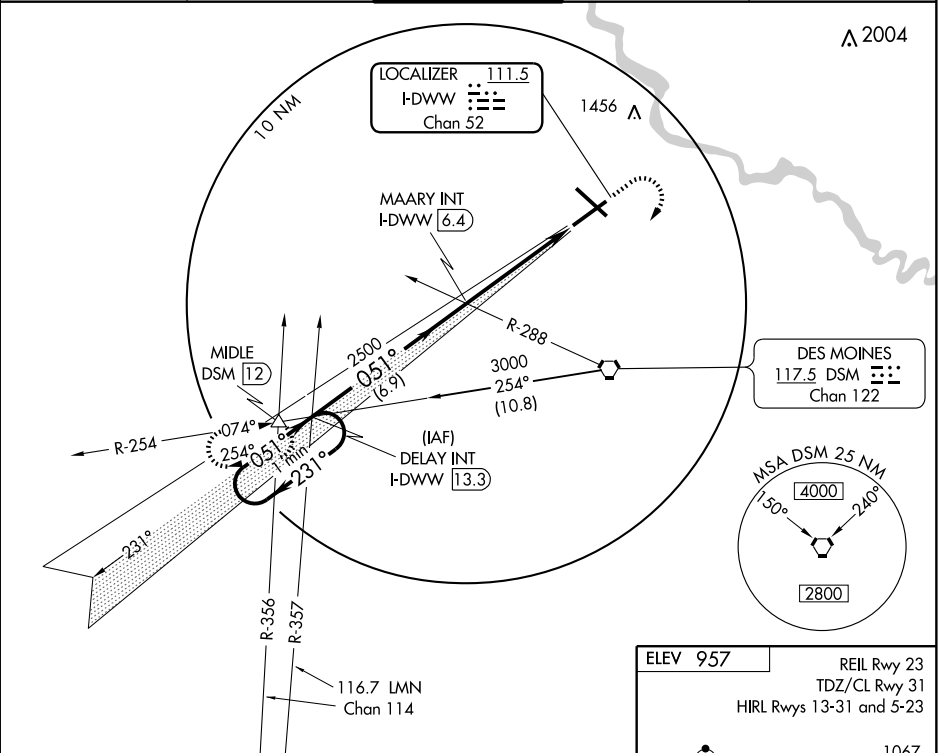 2004
LOCALIZER 111.5
I-DWW
Chan 52
10 NM
1456
MAARY INT
I-DWW 6.4
R-288
MIDLE
DSM 12
2500
051°
(6.9)
3000
254°
(10.8)
DES MOINES
117.5 DSM
Chan 122
R-254
074°
254°
051°
1 min
231°
(IAF)
DELAY INT
I-DWW 13.3
231°
MSA DSM 25 NM
4000
150°
240°
2800
R-356
R-357
116.7 LMN
Chan 114
ELEV 957
REIL Rwy 23
TDZ/CL Rwy 31
HIRL Rwys 13-31 and 5-23
1067